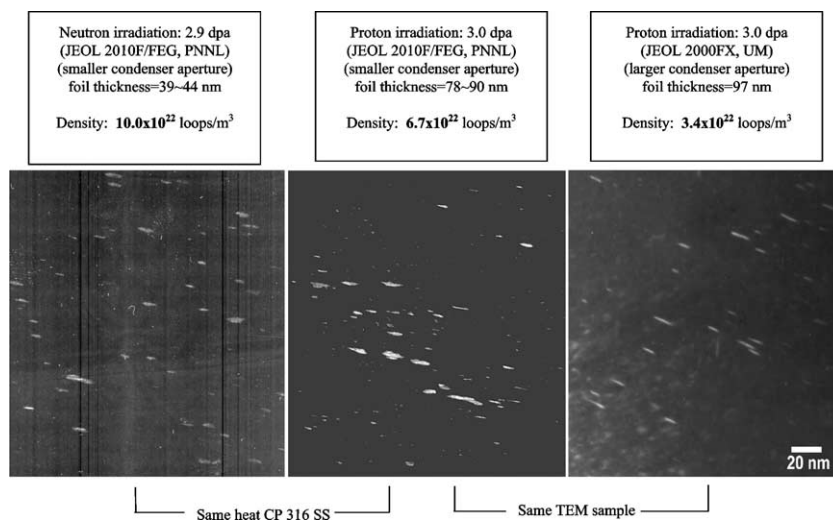 Neutron irradiation: 2.9 dpa
(JEOL 2010F/FEG, PNNL)
(smaller condenser aperture)
foil thickness=39~44 nm
Density: 10.0x10²² loops/m³
Proton irradiation: 3.0 dpa
(JEOL 2010F/FEG, PNNL)
(smaller condenser aperture)
foil thickness=78~90 nm
Density: 6.7x10²² loops/m³
Proton irradiation: 3.0 dpa
(JEOL 2000FX, UM)
(larger condenser aperture)
foil thickness=97 nm
Density: 3.4x10²² loops/m³
20 nm
Same heat CP 316 SS
Same TEM sample